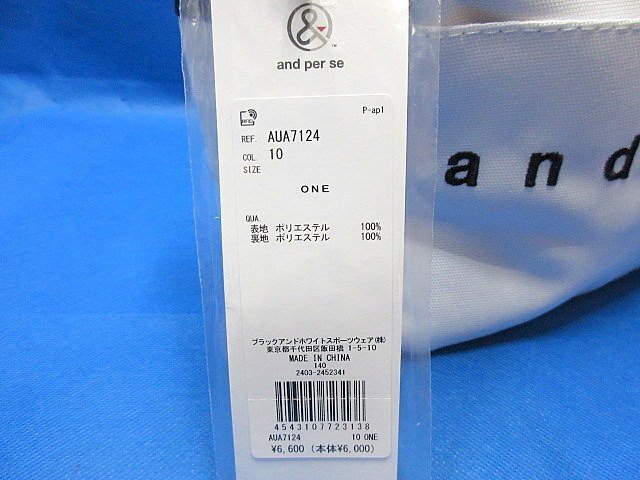 &
TM
and per se
RFID
P-apl
REF. AUA7124
COL. 10
SIZE
ONE
QUA.
表地 ポリエステル 100%
裏地 ポリエステル 100%
ブラックアンドホワイトスポーツウェア(株)
東京都千代田区飯田橋 1-5-10
MADE IN CHINA
140
2403-2452341
4543107723138
AUA7124 10 ONE
¥6,600 (本体¥6,000)
and